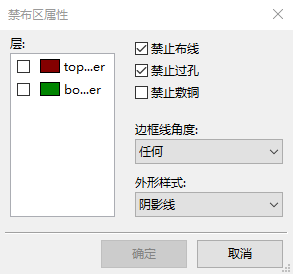 禁布区属性
层:
top...er
bo...er
禁止布线
禁止过孔
禁止敷铜
边框线角度:
任何
外形样式:
阴影线
确定
取消